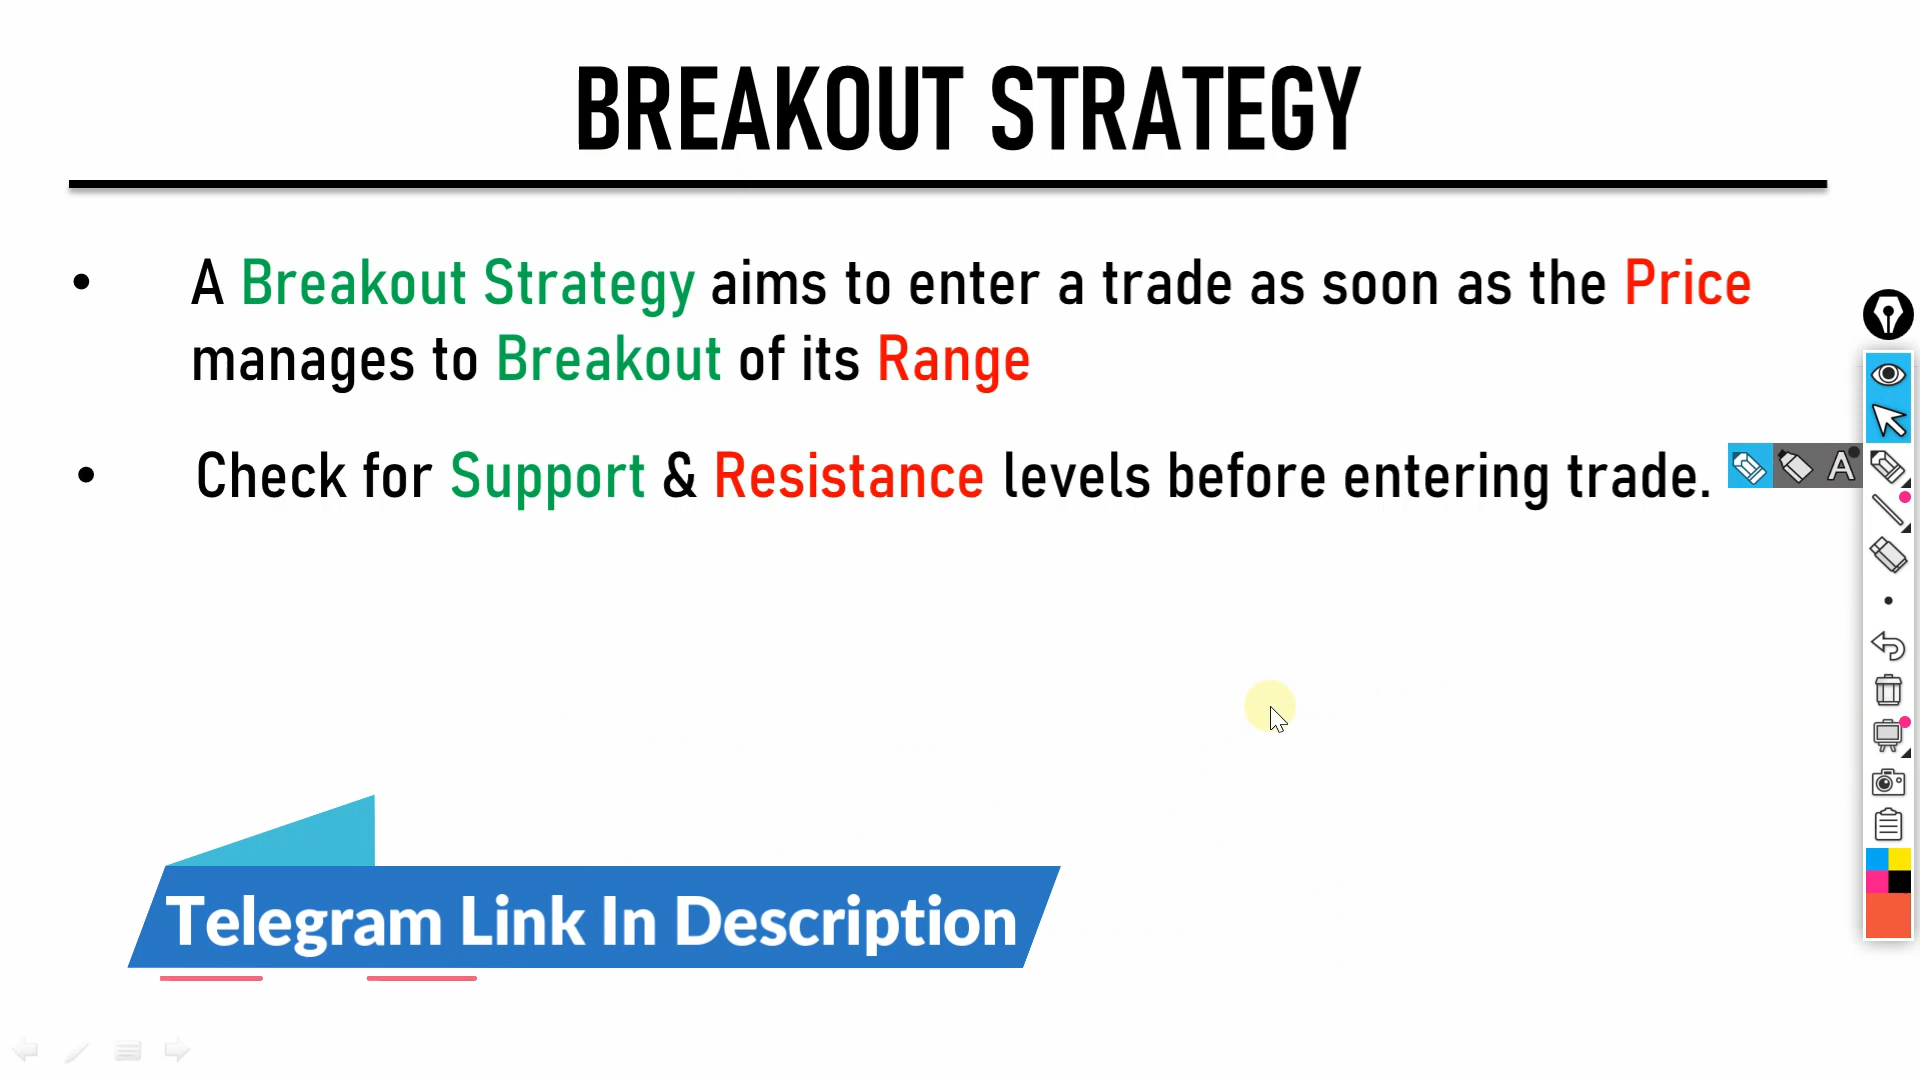 BREAKOUT STRATEGY
• A Breakout Strategy aims to enter a trade as soon as the Price
manages to Breakout of its Range
• Check for Support & Resistance levels before entering trade.
A
Telegram Link In Description